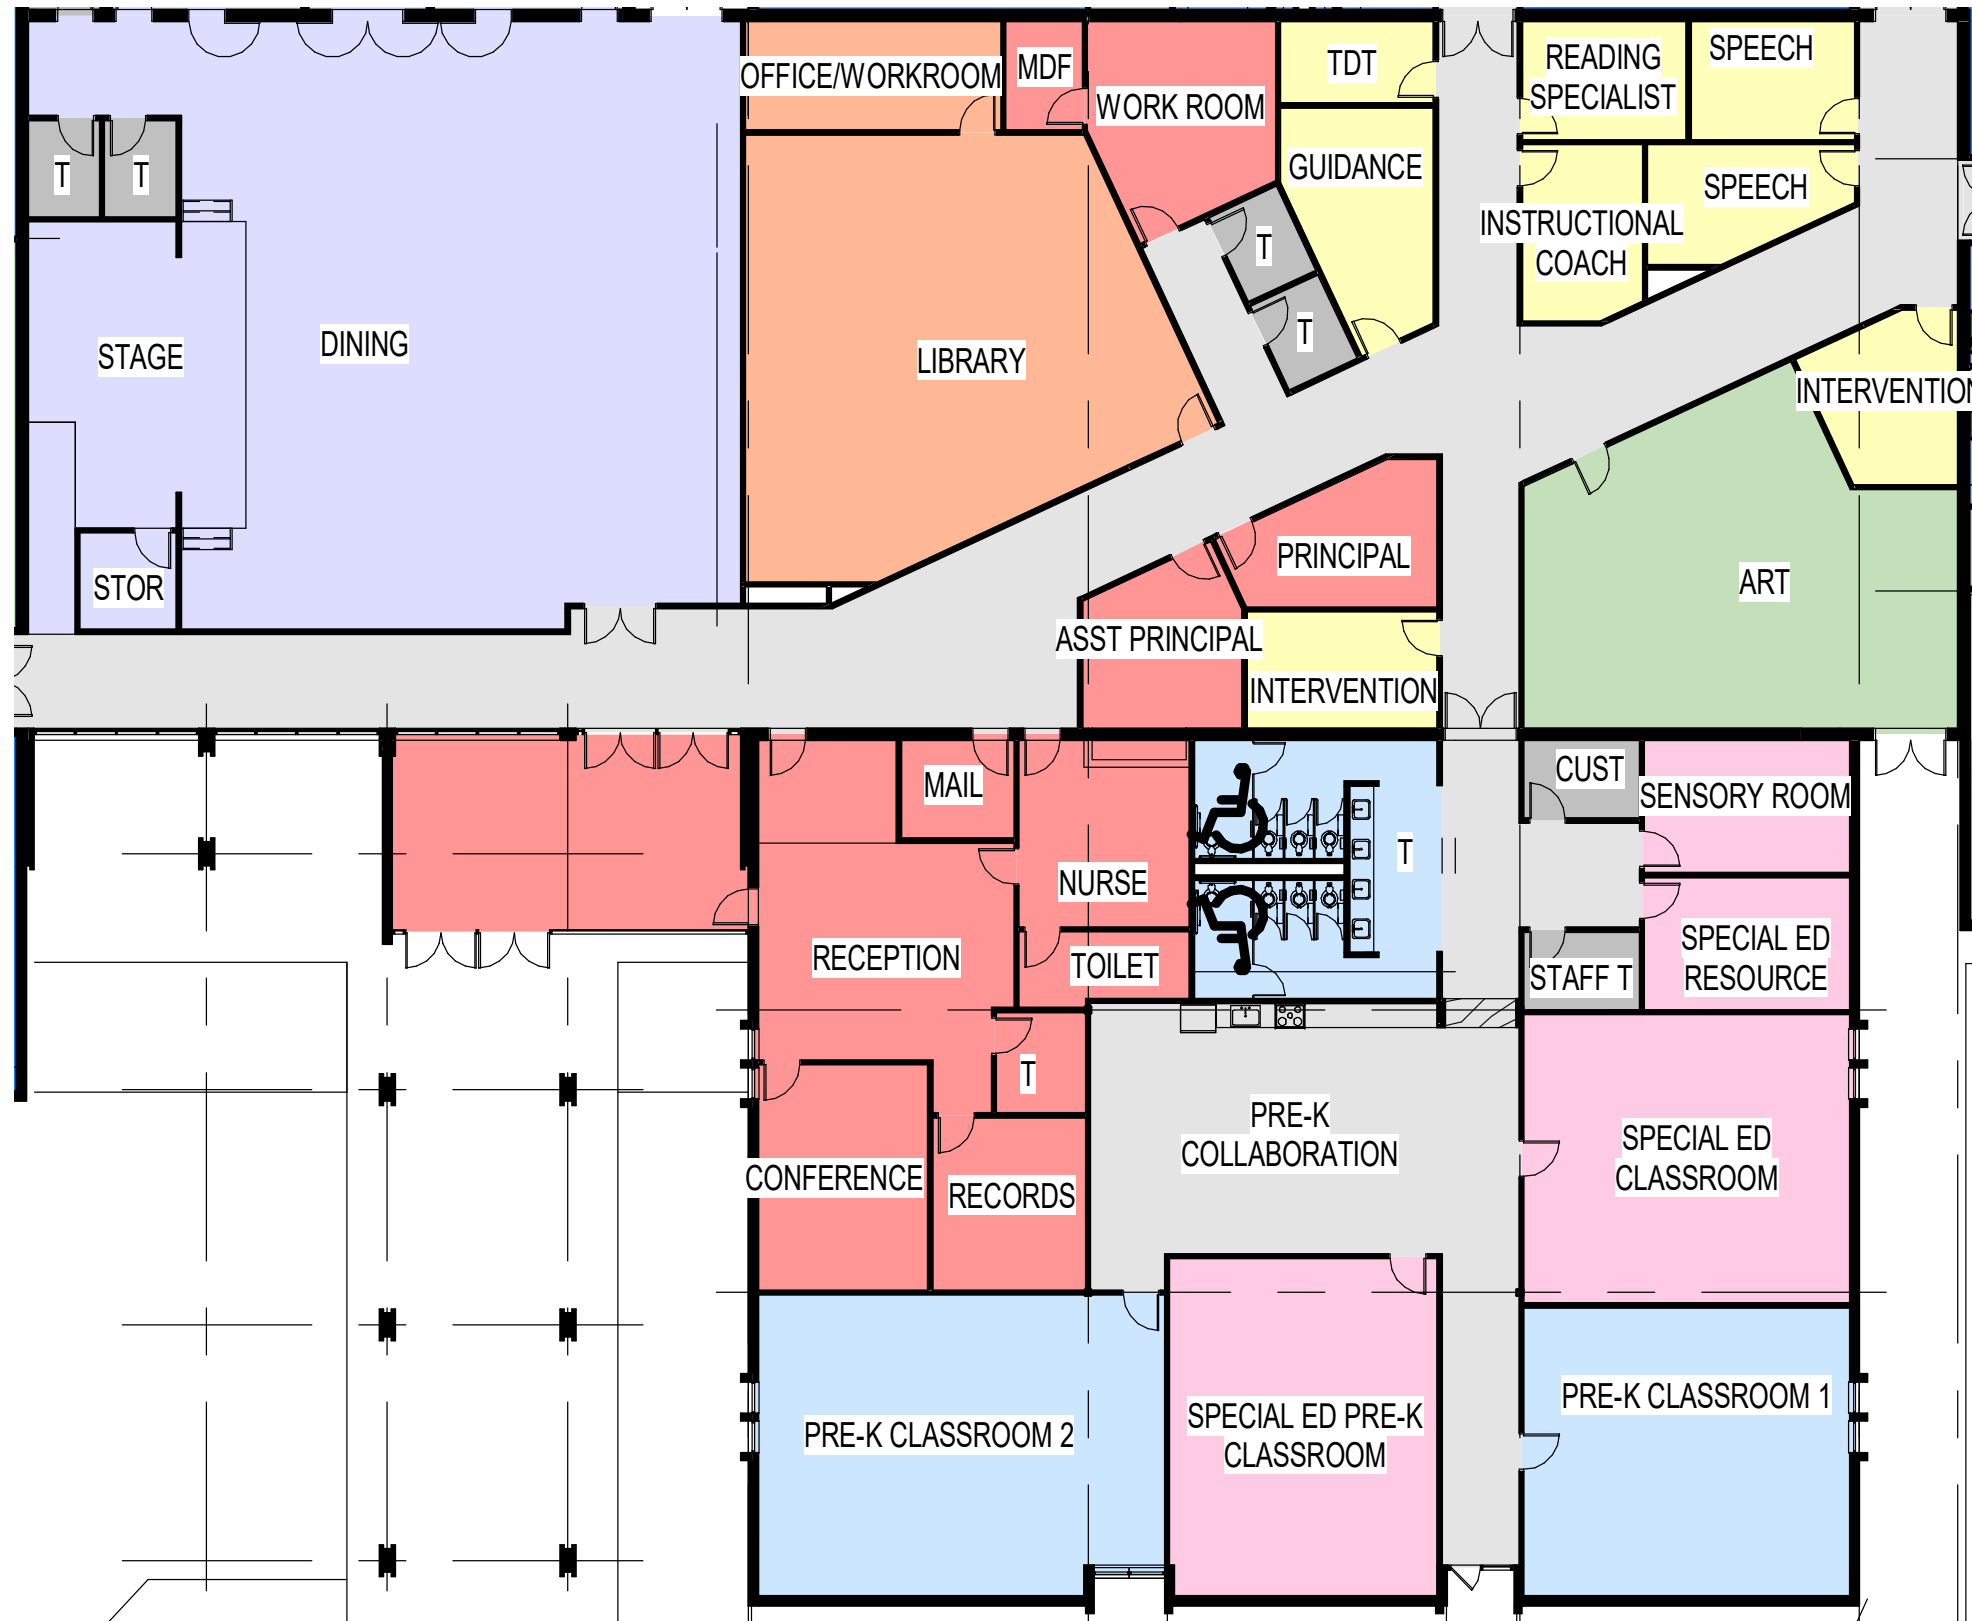 OFFICE/WORKROOM
MDF
WORK ROOM
TDT
READING
SPECIALIST
SPEECH
T
T
GUIDANCE
SPEECH
INSTRUCTIONAL
COACH
T
T
STAGE
DINING
LIBRARY
INTERVENTION
STOR
PRINCIPAL
ART
ASST PRINCIPAL
INTERVENTION
MAIL
CUST
SENSORY ROOM
T
NURSE
RECEPTION
TOILET
STAFF T
SPECIAL ED
RESOURCE
T
PRE-K
COLLABORATION
SPECIAL ED
CLASSROOM
CONFERENCE
RECORDS
PRE-K CLASSROOM 2
SPECIAL ED PRE-K
CLASSROOM
PRE-K CLASSROOM 1